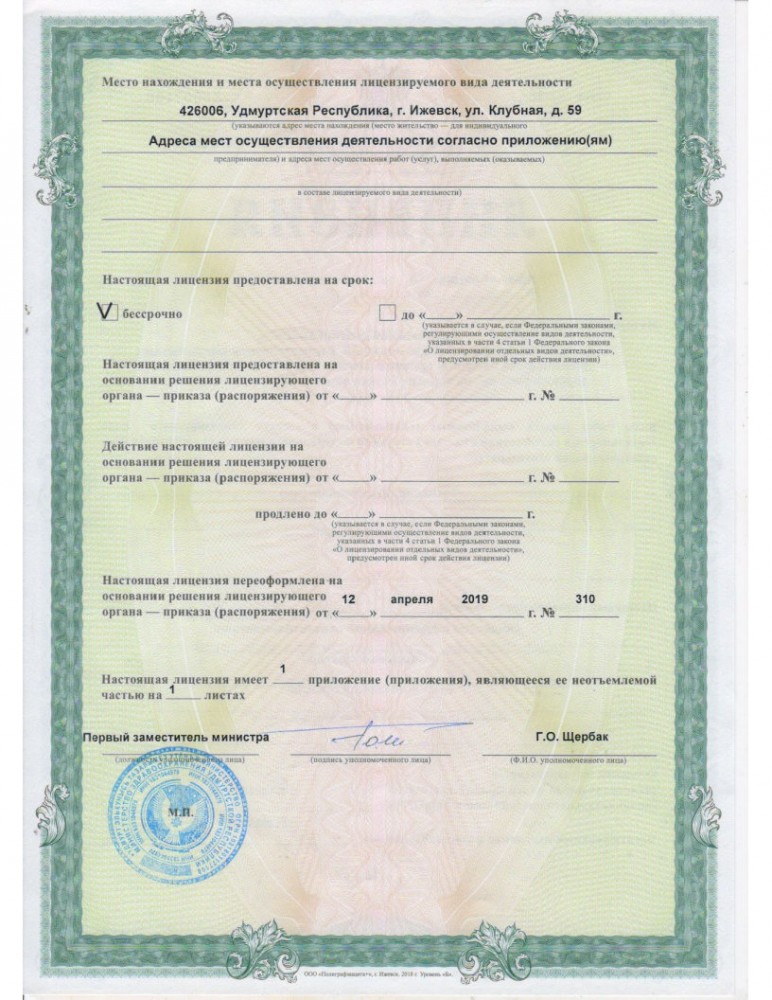 Место нахождения и места осуществления лицензируемого вида деятельности
426006, Удмуртская Республика, г. Ижевск, ул. Клубная, д. 59
(указываются адрес места нахождения (место жительство — для индивидуального
Адреса мест осуществления деятельности согласно приложению(ям)
предпринимателя) и адреса мест осуществления работ (услуг), выполняемых (оказываемых)
в составе лицензируемого вида деятельности)
Настоящая лицензия предоставлена на срок:
V бессрочно
до «____» ____________ г.
(указывается в случае, если Федеральными законами,
регулирующими осуществление видов деятельности,
указанных в части 4 статьи 1 Федерального закона
«О лицензировании отдельных видов деятельности»,
предусмотрен иной срок действия лицензии)
Настоящая лицензия предоставлена на
основании решения лицензирующего
органа — приказа (распоряжения) от «____» ____________ г. № ______
Действие настоящей лицензии на
основании решения лицензирующего
органа — приказа (распоряжения) от «____» ____________ г. № ______
продлено до «____» ____________ г.
(указывается в случае, если Федеральными законами,
регулирующими осуществление видов деятельности,
указанных в части 4 статьи 1 Федерального закона
«О лицензировании отдельных видов деятельности»,
предусмотрен иной срок действия лицензии)
Настоящая лицензия переоформлена на
основании решения лицензирующего
органа — приказа (распоряжения) от «12» апреля 2019 г. № 310
Настоящая лицензия имеет 1 приложение (приложения), являющееся ее неотъемлемой
частью на 1 листах
Первый заместитель министра
Г.О. Щербак
(подпись уполномоченного лица)
(Ф.И.О. уполномоченного лица)
М.П.